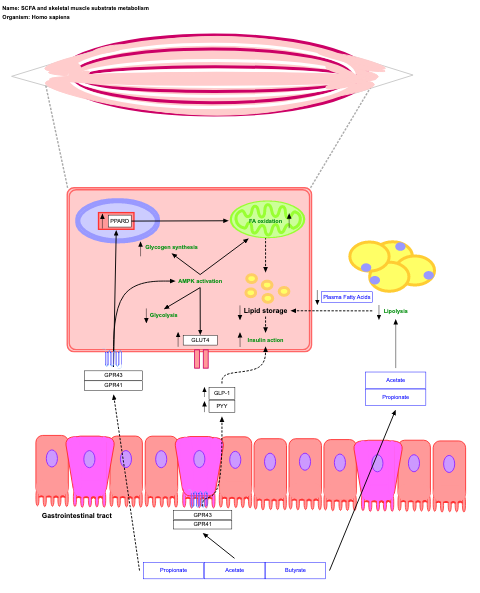 Name: SCFA and skeletal muscle substrate metabolism
Organism: Homo sapiens
PPARD
FA oxidation
Glycogen synthesis
AMPK activation
Plasma Fatty Acids
Glycolysis
Lipid storage
Lipolysis
GLUT4
Insulin action
GPR43
GPR41
Acetate
Propionate
GLP-1
PYY
Gastrointestinal tract
GPR43
GPR41
Propionate Acetate Butyrate